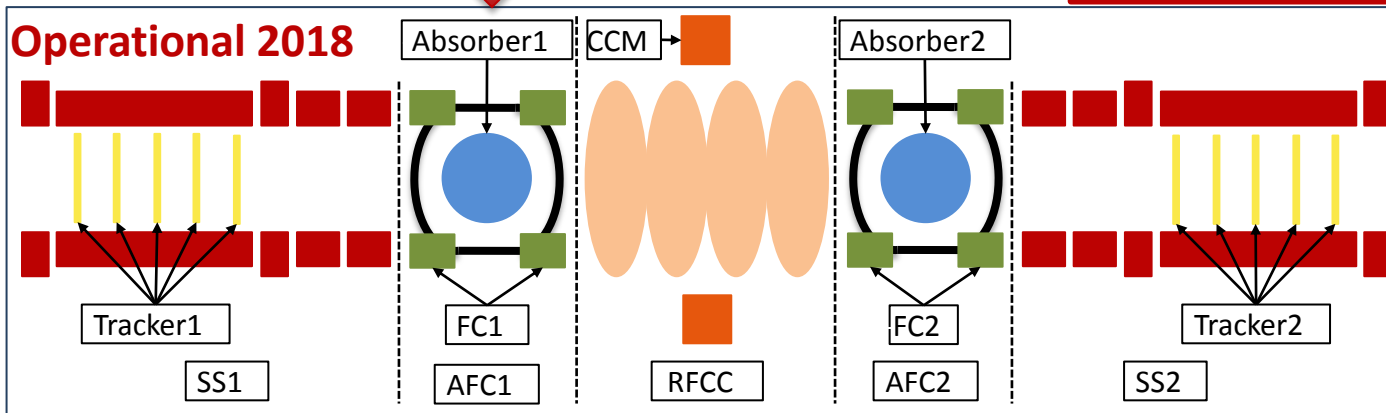 Operational 2018
Absorber1
CCM
Absorber2
Tracker1
FC1
FC2
Tracker2
SS1
AFC1
RFCC
AFC2
SS2